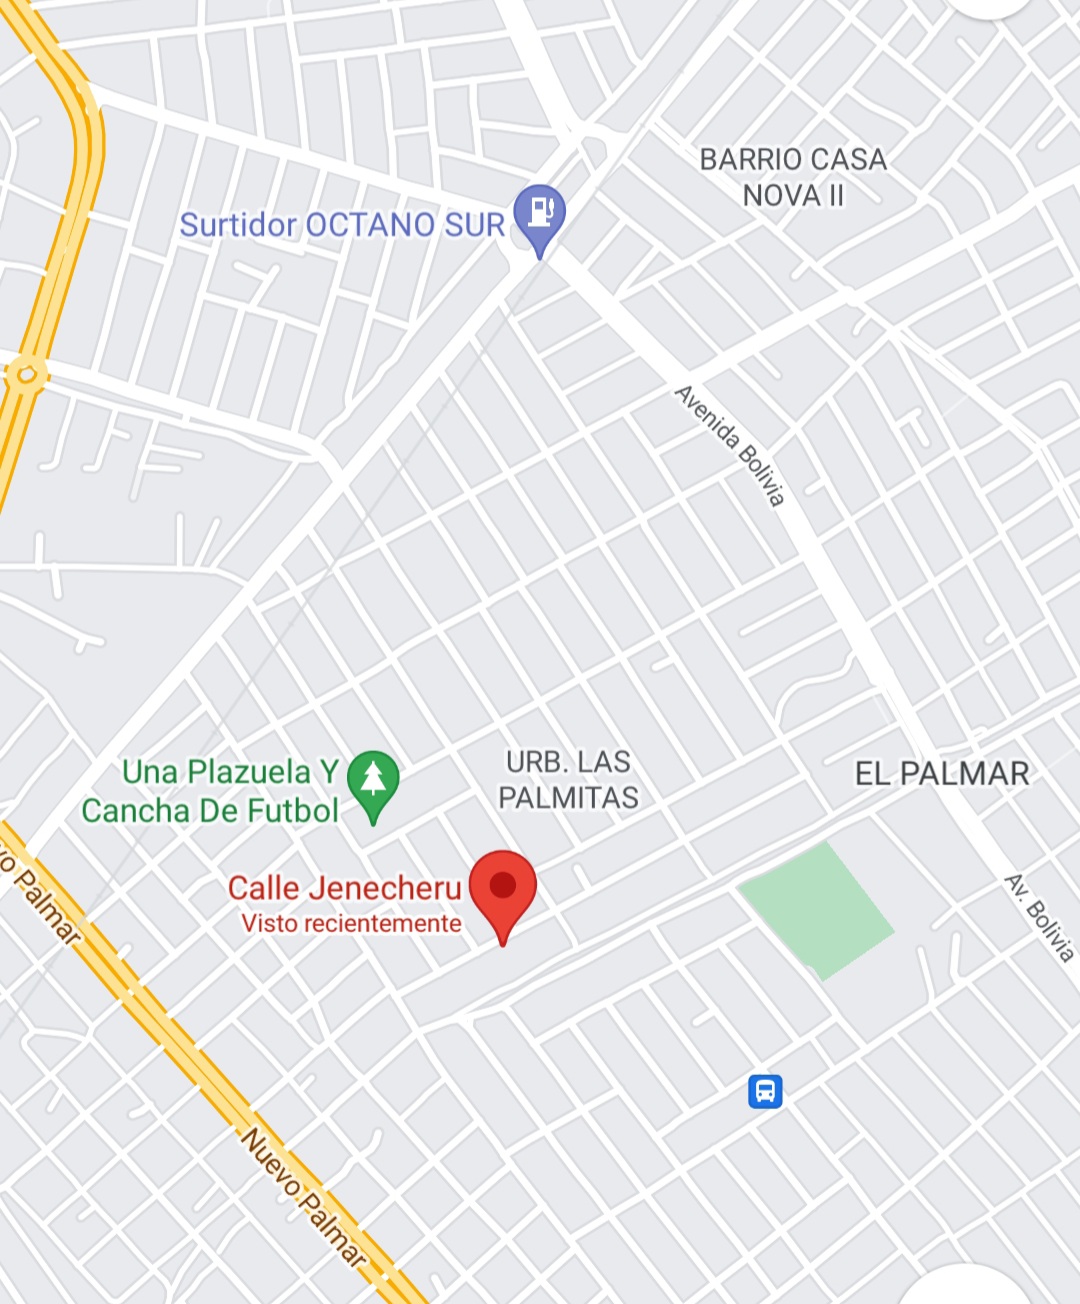 BARRIO CASA
NOVA II
Surtidor OCTANO SUR
Avenida Bolivia
Una Plazuela Y
Cancha De Futbol
URB. LAS
PALMITAS
EL PALMAR
Calle Jenecheru
Visto recientemente
vo Palmar
Av. Bolivia
Nuevo Palmar